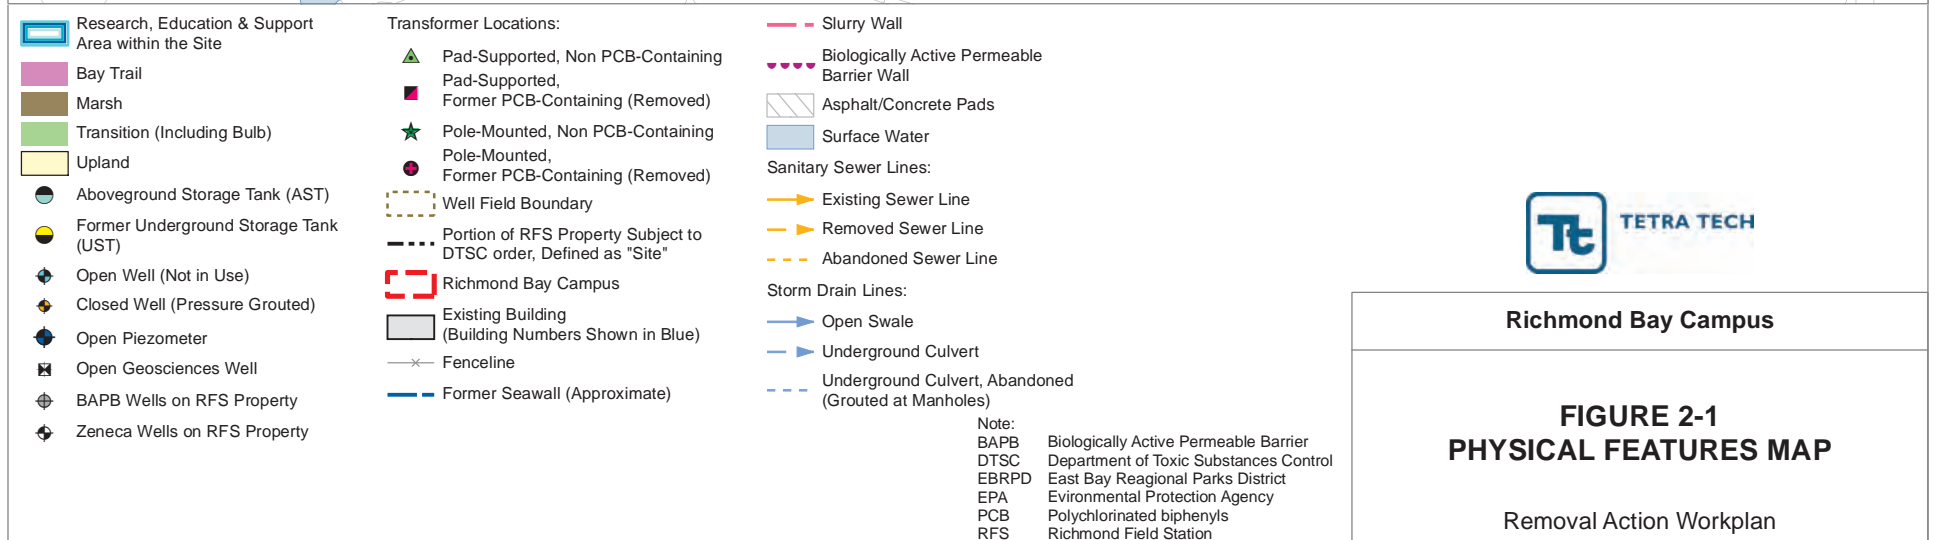 Research, Education & Support
Area within the Site
Bay Trail
Marsh
Transition (Including Bulb)
Upland
Aboveground Storage Tank (AST)
Former Underground Storage Tank
(UST)
Open Well (Not in Use)
Closed Well (Pressure Grouted)
Open Piezometer
Open Geosciences Well
BAPB Wells on RFS Property
Zeneca Wells on RFS Property
Transformer Locations:
Pad-Supported, Non PCB-Containing
Pad-Supported,
Former PCB-Containing (Removed)
Pole-Mounted, Non PCB-Containing
Pole-Mounted,
Former PCB-Containing (Removed)
Well Field Boundary
Portion of RFS Property Subject to
DTSC order, Defined as "Site"
Richmond Bay Campus
Existing Building
(Building Numbers Shown in Blue)
Fenceline
Former Seawall (Approximate)
Slurry Wall
Biologically Active Permeable
Barrier Wall
Asphalt/Concrete Pads
Surface Water
Sanitary Sewer Lines:
Existing Sewer Line
Removed Sewer Line
Abandoned Sewer Line
Storm Drain Lines:
Open Swale
Underground Culvert
Underground Culvert, Abandoned
(Grouted at Manholes)
Note:
BAPB Biologically Active Permeable Barrier
DTSC Department of Toxic Substances Control
EBRPD East Bay Reagional Parks District
EPA Evironmental Protection Agency
PCB Polychlorinated biphenyls
RFS Richmond Field Station
Tt TETRA TECH
Richmond Bay Campus
FIGURE 2-1
PHYSICAL FEATURES MAP
Removal Action Workplan